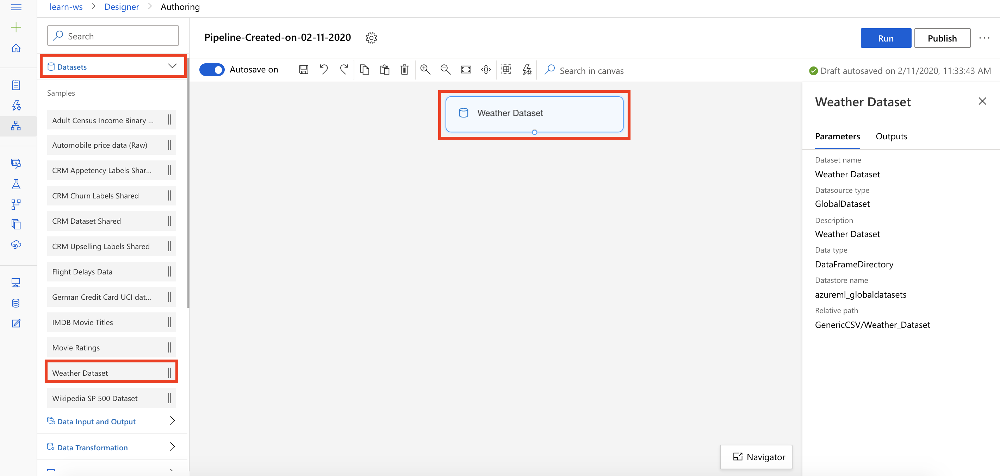 learn-ws > Designer > Authoring
Search
Datasets
Samples
Adult Census Income Binary ...
Automobile price data (Raw)
CRM Appetency Labels Shar...
CRM Churn Labels Shared
CRM Dataset Shared
CRM Upselling Labels Shared
Flight Delays Data
German Credit Card UCI dat...
IMDB Movie Titles
Movie Ratings
Weather Dataset
Wikipedia SP 500 Dataset
Data Input and Output
Data Transformation
Pipeline-Created-on-02-11-2020
Run
Publish
Autosave on
Search in canvas
Draft autosaved on 2/11/2020, 11:33:43 AM
Weather Dataset
Navigator
Weather Dataset
Parameters Outputs
Dataset name
Weather Dataset
Datasource type
GlobalDataset
Description
Weather Dataset
Data type
DataFrameDirectory
Datastore name
azureml_globaldatasets
Relative path
GenericCSV/Weather_Dataset